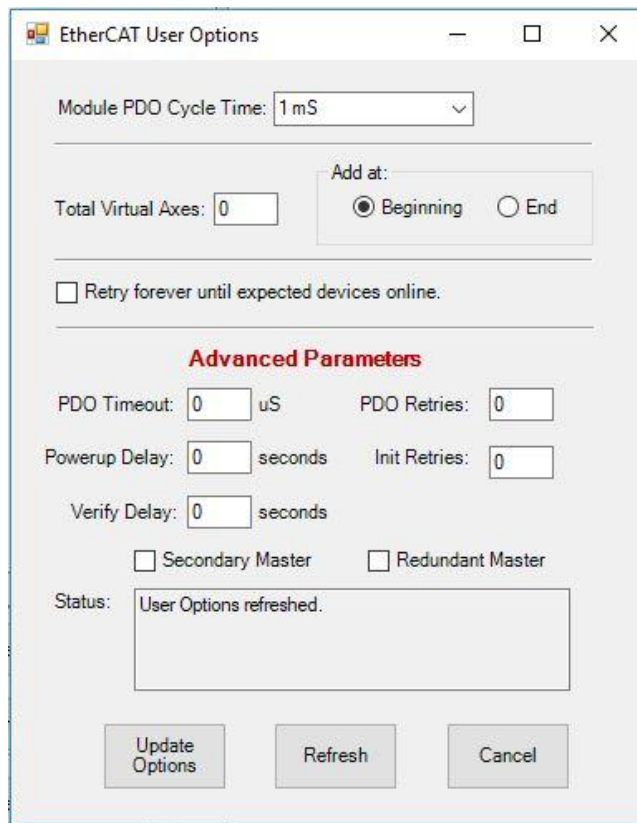 EtherCAT User Options
Module PDO Cycle Time: 1 mS
Add at:
Total Virtual Axes: 0 Beginning End
Retry forever until expected devices online.
Advanced Parameters
PDO Timeout: 0 uS PDO Retries: 0
Powerup Delay: 0 seconds Init Retries: 0
Verify Delay: 0 seconds
Secondary Master Redundant Master
Status: User Options refreshed.
Update
Options
Refresh
Cancel